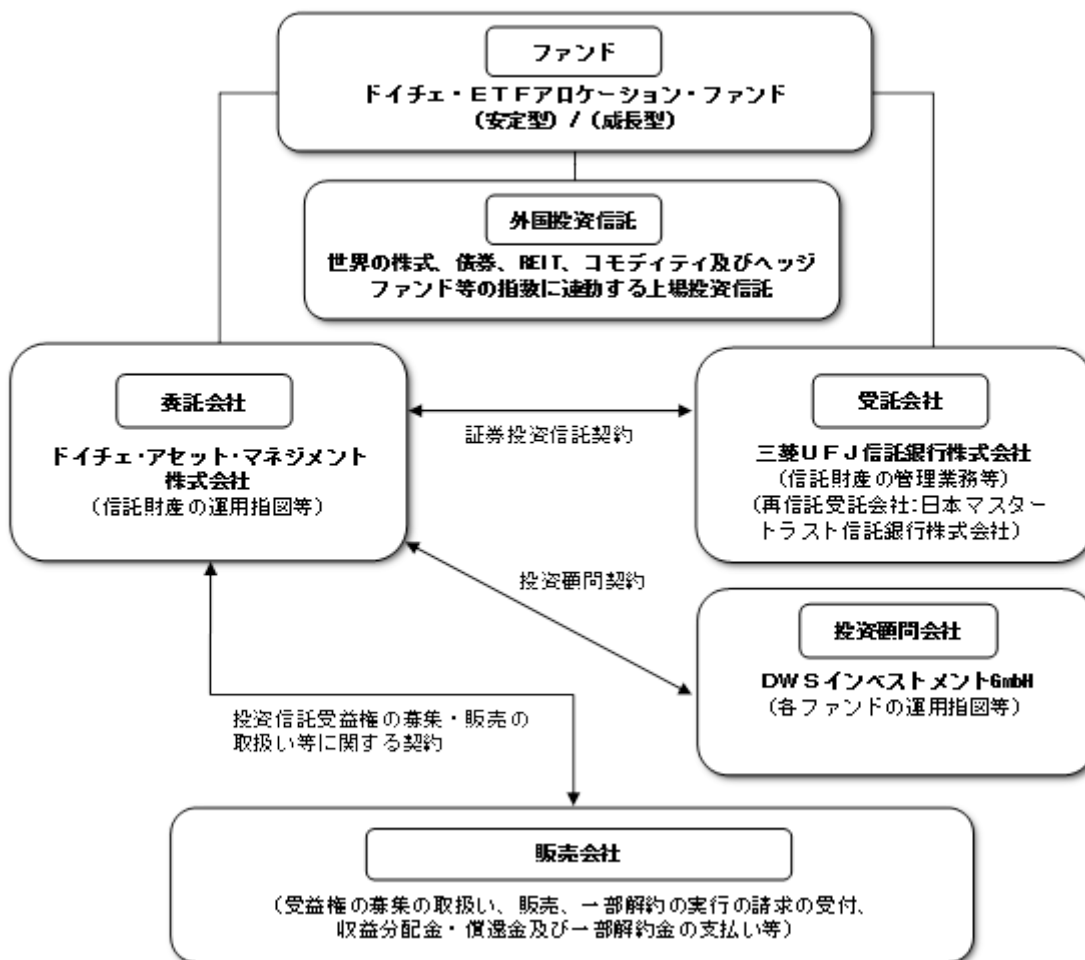 ファンド
ドイチェ・ETFアロケーション・ファンド
(安定型) / (成長型)
外国投資信託
世界の株式、債券、REIT、コモディティ及びヘッジ
ファンド等の指数に連動する上場投資信託
委託会社
ドイチェ・アセット・マネジメント
株式会社
(信託財産の運用指図等)
証券投資信託契約
受託会社
三菱UFJ信託銀行株式会社
(信託財産の管理業務等)
(再信託受託会社:日本マスター
トラスト信託銀行株式会社)
投資顧問契約
投資顧問会社
DWSインベストメントGmbH
(各ファンドの運用指図等)
投資信託受益権の募集・販売の
取扱い等に関する契約
販売会社
(受益権の募集の取扱い、販売、一部解約の実行の請求の受付、
収益分配金・償還金及び一部解約金の支払い等)